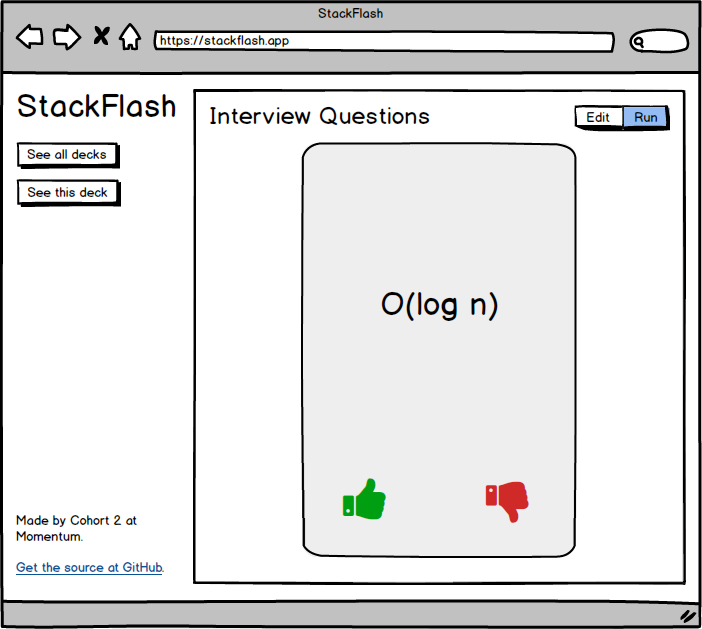 StackFlash
https://stackflash.app
StackFlash
See all decks
See this deck
Interview Questions
Edit
Run
O(log n)
Made by Cohort 2 at
Momentum.
Get the source at GitHub.